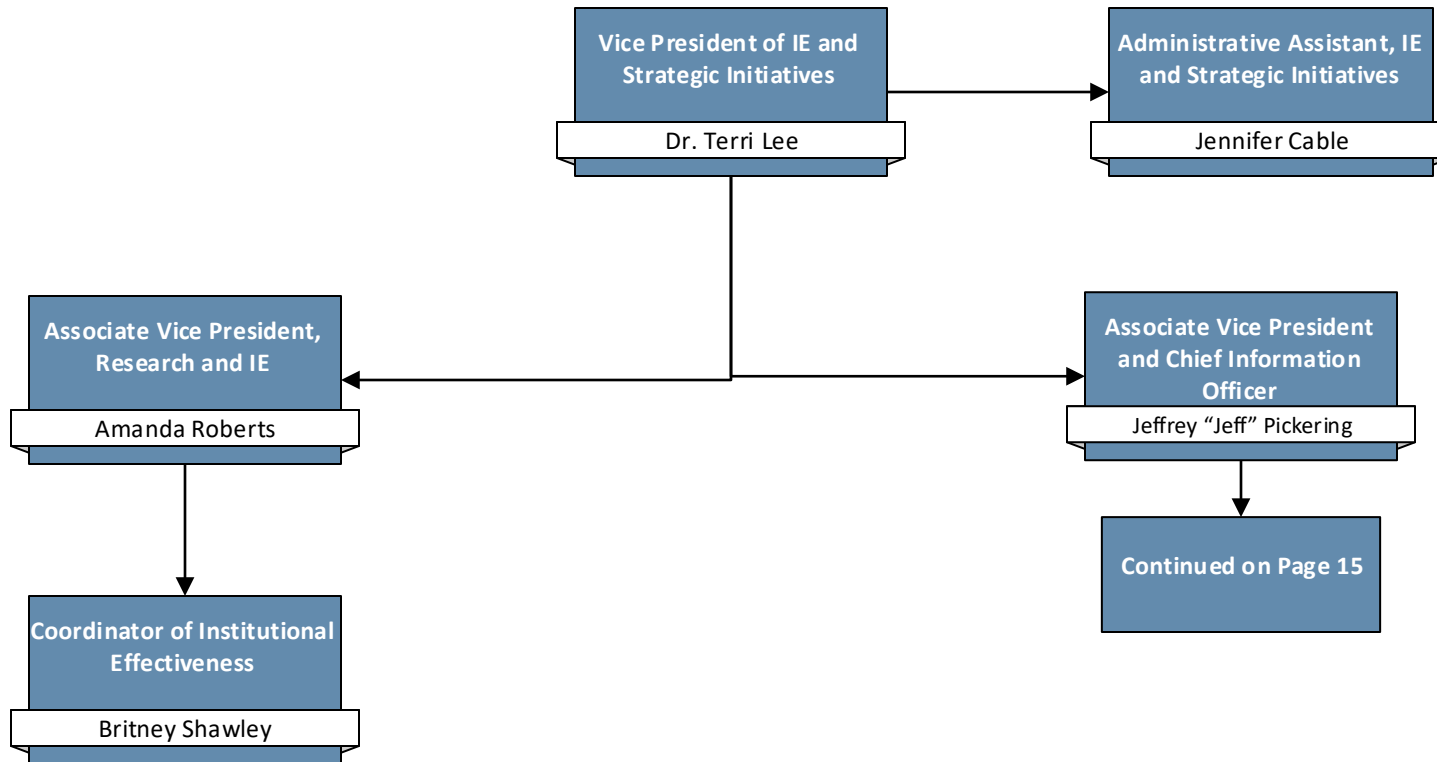 Vice President of IE and
Strategic Initiatives
Dr. Terri Lee
Administrative Assistant, IE
and Strategic Initiatives
Jennifer Cable
Associate Vice President,
Research and IE
Amanda Roberts
Associate Vice President
and Chief Information
Officer
Jeffrey “Jeff” Pickering
Continued on Page 15
Coordinator of Institutional
Effectiveness
Britney Shawley